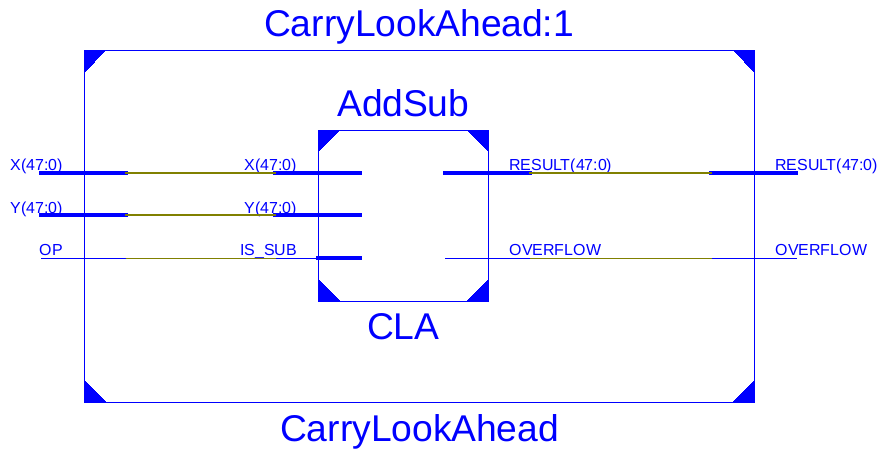 CarryLookAhead:1
AddSub
X(47:0) X(47:0) RESULT(47:0) RESULT(47:0)
Y(47:0) Y(47:0)
OP IS_SUB OVERFLOW OVERFLOW
CLA
CarryLookAhead